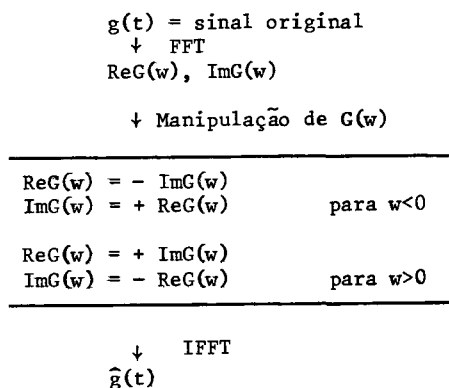 g(t) = sinal original
↓ FFT
ReG(w), ImG(w)
↓ Manipulação de G(w)
ReG(w) = - ImG(w)
ImG(w) = + ReG(w) para w<0
ReG(w) = + ImG(w)
ImG(w) = - ReG(w) para w>0
↓ IFFT
ĝ(t)